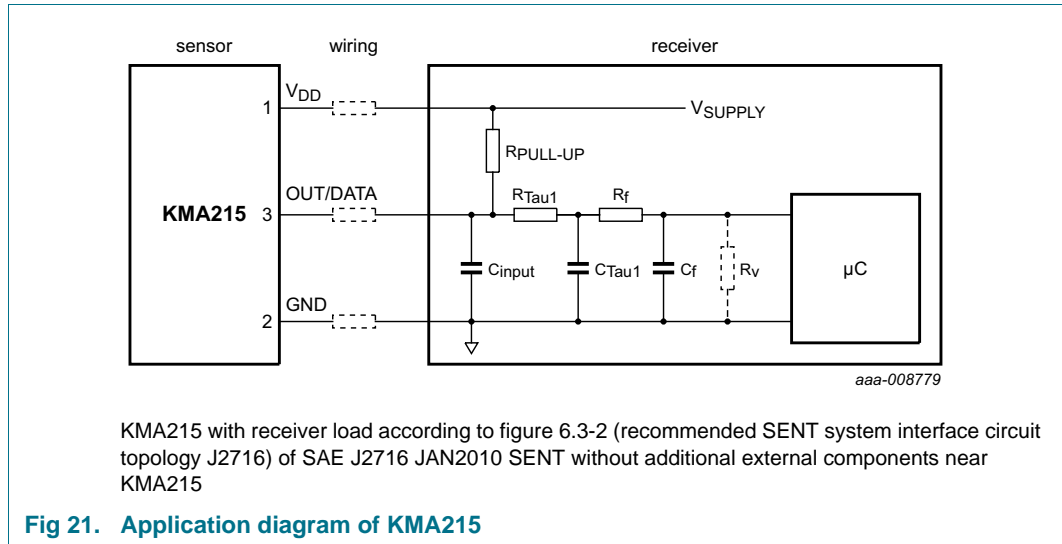 sensor wiring receiver
VDD
1
VSUPPLY
RPULL-UP
OUT/DATA
RTau1 Rf
KMA215 3
Cinput CTau1 Cf Rv µC
GND
2
aaa-008779
KMA215 with receiver load according to figure 6.3-2 (recommended SENT system interface circuit
topology J2716) of SAE J2716 JAN2010 SENT without additional external components near
KMA215
Fig 21. Application diagram of KMA215